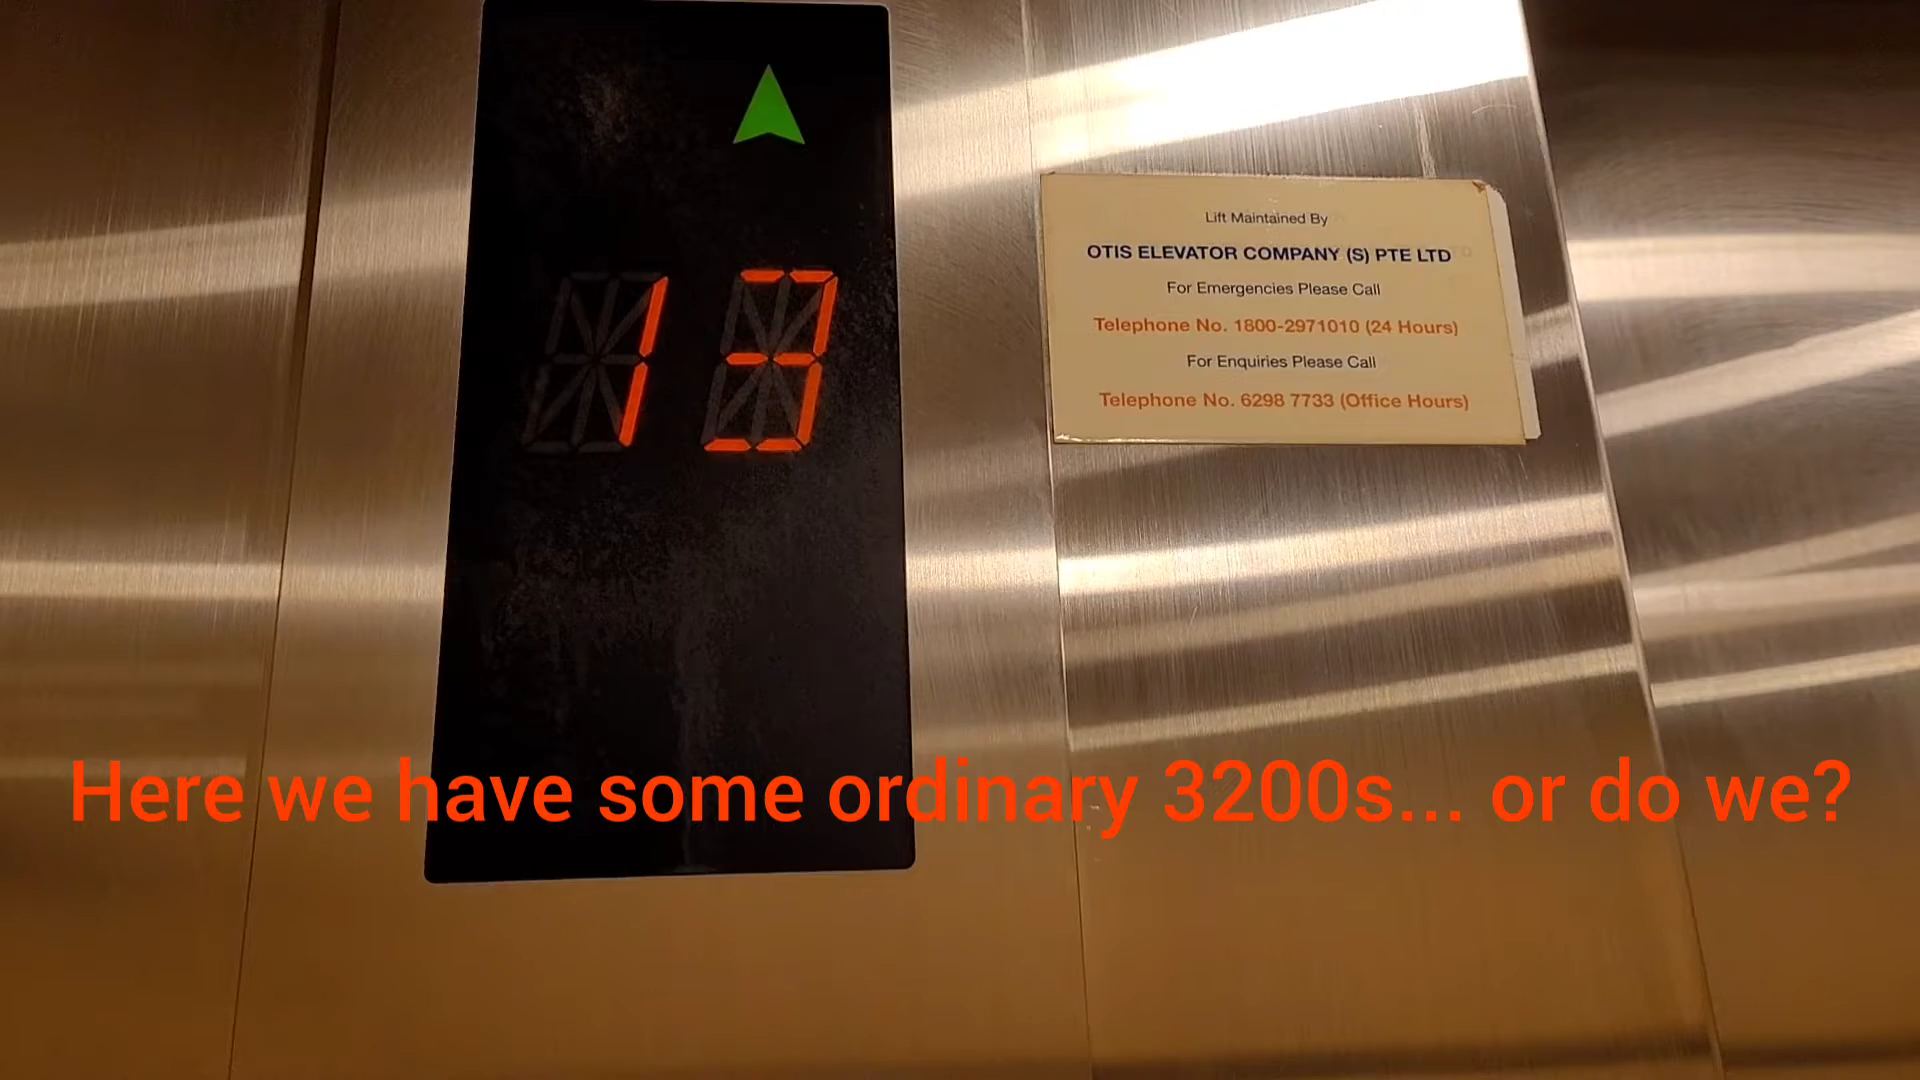 13
Lift Maintained By
OTIS ELEVATOR COMPANY (S) PTE LTD
For Emergencies Please Call
Telephone No. 1800-2971010 (24 Hours)
For Enquiries Please Call
Telephone No. 6298 7733 (Office Hours)
Here we have some ordinary 3200s... or do we?